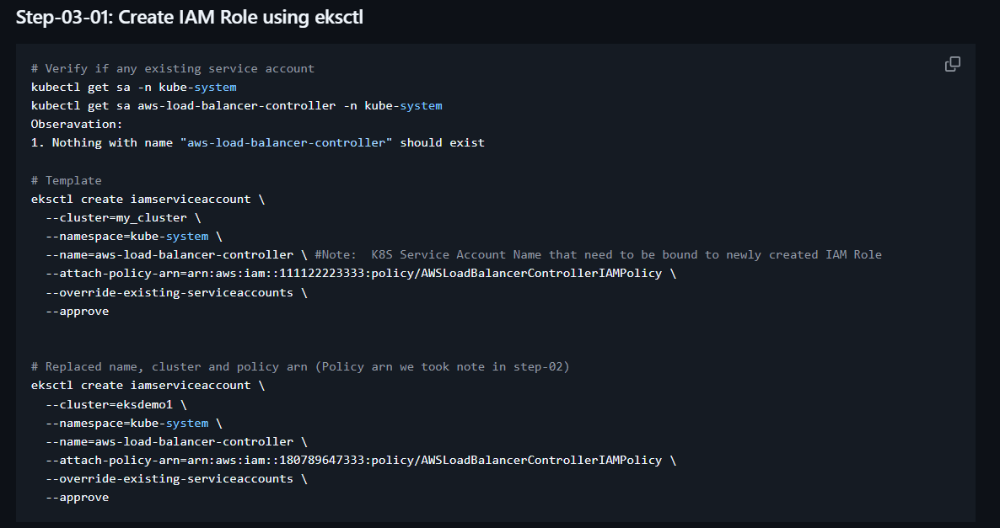 Step-03-01: Create IAM Role using eksctl
# Verify if any existing service account
kubectl get sa -n kube-system
kubectl get sa aws-load-balancer-controller -n kube-system
Obseravation:
1. Nothing with name "aws-load-balancer-controller" should exist
# Template
eksctl create iamserviceaccount \
  --cluster=my_cluster \
  --namespace=kube-system \
  --name=aws-load-balancer-controller \ #Note:  K8S Service Account Name that need to be bound to newly created IAM Role
  --attach-policy-arn=arn:aws:iam::111122223333:policy/AWSLoadBalancerControllerIAMPolicy \
  --override-existing-serviceaccounts \
  --approve
# Replaced name, cluster and policy arn (Policy arn we took note in step-02)
eksctl create iamserviceaccount \
  --cluster=eksdemo1 \
  --namespace=kube-system \
  --name=aws-load-balancer-controller \
  --attach-policy-arn=arn:aws:iam::180789647333:policy/AWSLoadBalancerControllerIAMPolicy \
  --override-existing-serviceaccounts \
  --approve